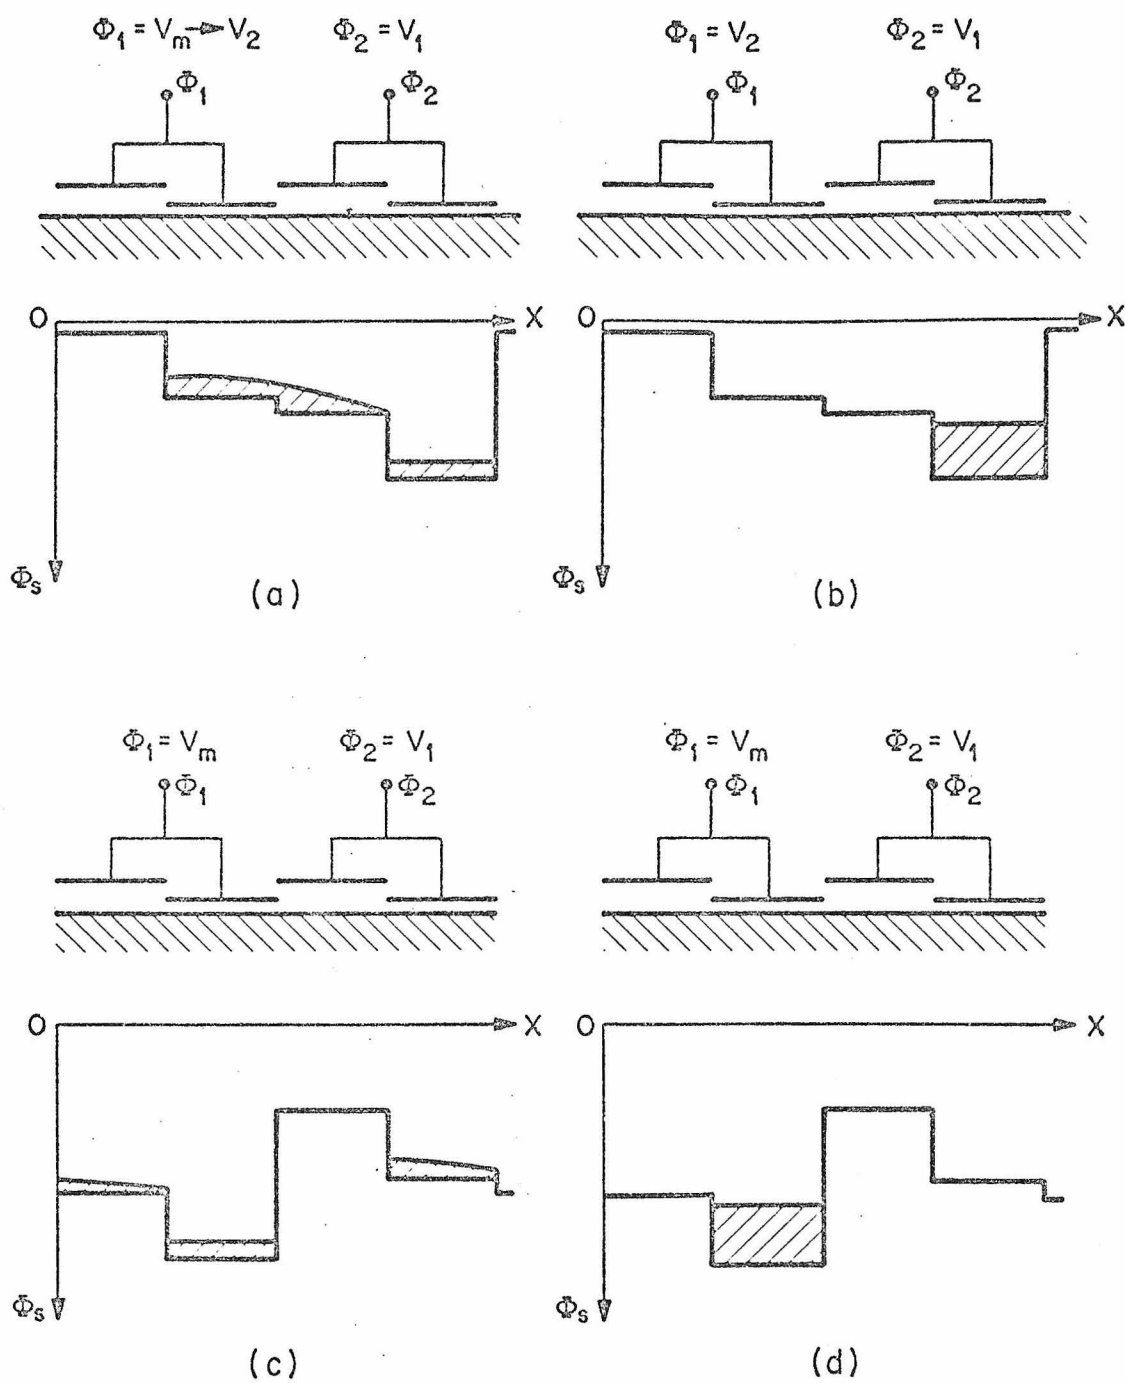 Φ₁ = Vₘ → V₂ Φ₂ = V₁ Φ₁ = V₂ Φ₂ = V₁
Φ₁ Φ₂ Φ₁ Φ₂
O X O X
Φₛ (a) Φₛ (b)
Φ₁ = Vₘ Φ₂ = V₁ Φ₁ = Vₘ Φ₂ = V₁
Φ₁ Φ₂ Φ₁ Φ₂
O X O X
Φₛ (c) Φₛ (d)